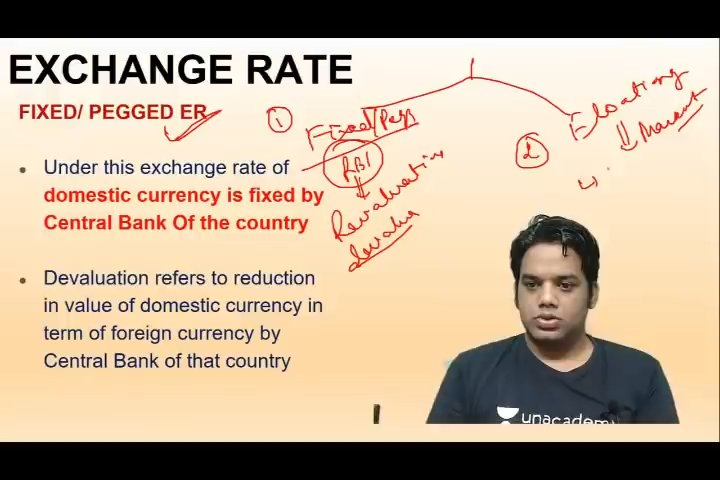 EXCHANGE RATE
FIXED/ PEGGED ER
Under this exchange rate of
domestic currency is fixed by
Central Bank Of the country
Devaluation refers to reduction
in value of domestic currency in
term of foreign currency by
Central Bank of that country
1
Fixed/Pegg
RBI
Revaluation
devalua
2
Floating
Market
unacademy